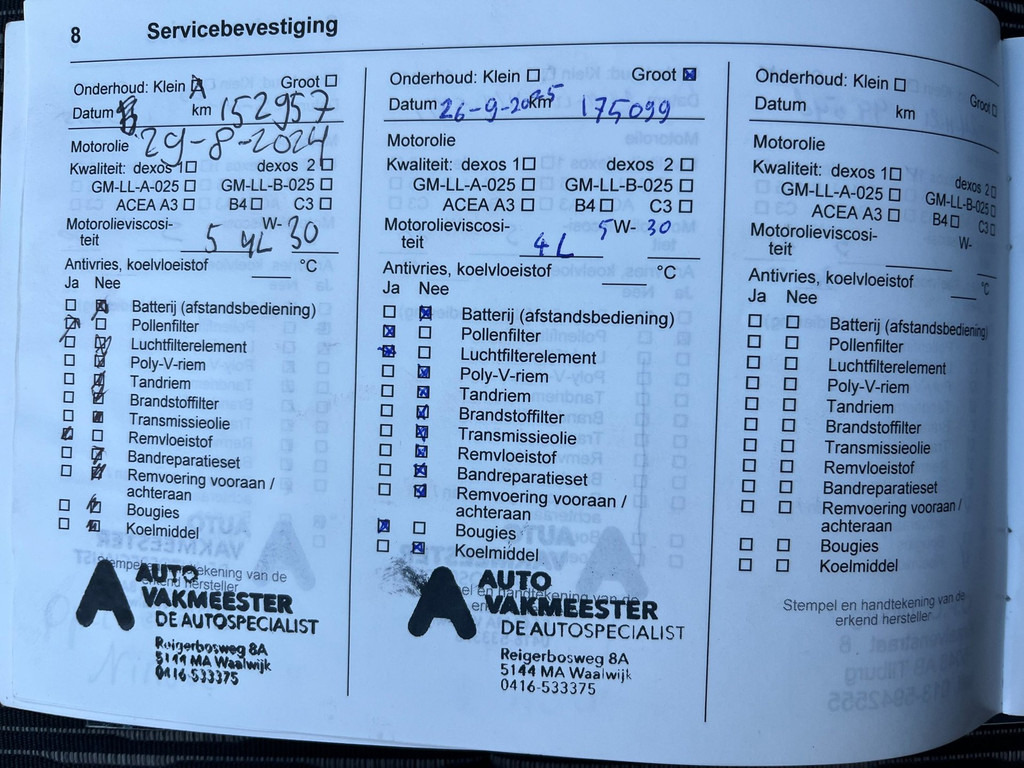 8 Servicebevestiging
Onderhoud: Klein Groot
Datum km 152957
29-8-2024
Motorolie
Kwaliteit: dexos 1 dexos 2
GM-LL-A-025 GM-LL-B-025
ACEA A3 B4 C3
Motorolieviscosi- W-
teit 5 4L 30
Antivries, koelvloeistof °C
Ja Nee
Batterij (afstandsbediening)
Pollenfilter
Luchtfilterelement
Poly-V-riem
Tandriem
Brandstoffilter
Transmissieolie
Remvloeistof
Bandreparatieset
Remvoering vooraan /
achteraan
Bougies
Koelmiddel
tekening van de
erkend hersteller
AUTO
VAKMEESTER
DE AUTOSPECIALIST
Reigerbosweg 8A
5144 MA Waalwijk
0416-533375
Onderhoud: Klein Groot
Datum 26-9-2025 km 175099
Motorolie
Kwaliteit: dexos 1 dexos 2
GM-LL-A-025 GM-LL-B-025
ACEA A3 B4 C3
Motorolieviscosi- 5W-30
teit 4L
Antivries, koelvloeistof °C
Ja Nee
Batterij (afstandsbediening)
Pollenfilter
Luchtfilterelement
Poly-V-riem
Tandriem
Brandstoffilter
Transmissieolie
Remvloeistof
Bandreparatieset
Remvoering vooraan /
achteraan
Bougies
Koelmiddel
AUTO
VAKMEESTER
DE AUTOSPECIALIST
Reigerbosweg 8A
5144 MA Waalwijk
0416-533375
Onderhoud: Klein Groot
Datum km
Motorolie
Kwaliteit: dexos 1 dexos 2
GM-LL-A-025 GM-LL-B-025
ACEA A3 B4 C3
Motorolieviscosi- W-
teit
Antivries, koelvloeistof °C
Ja Nee
Batterij (afstandsbediening)
Pollenfilter
Luchtfilterelement
Poly-V-riem
Tandriem
Brandstoffilter
Transmissieolie
Remvloeistof
Bandreparatieset
Remvoering vooraan /
achteraan
Bougies
Koelmiddel
Stempel en handtekening van de
erkend hersteller